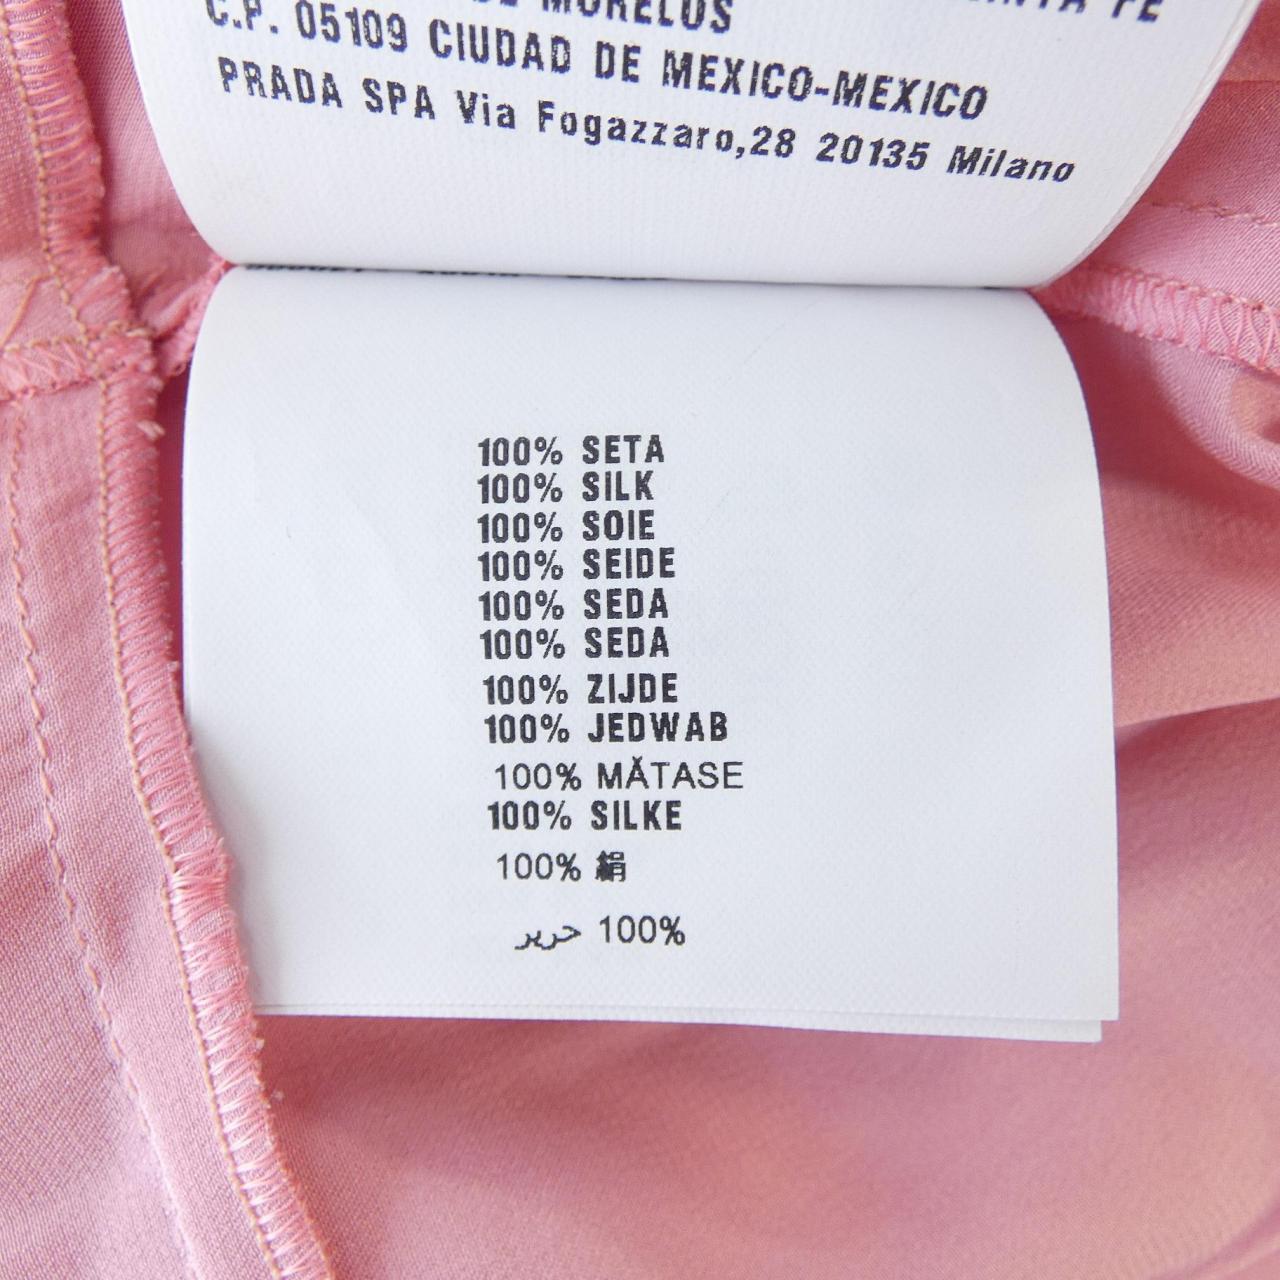 MORELOS
C.P. 05109 CIUDAD DE MEXICO-MEXICO
PRADA SPA Via Fogazzaro,28 20135 Milano
100% SETA
100% SILK
100% SOIE
100% SEIDE
100% SEDA
100% SEDA
100% ZIJDE
100% JEDWAB
100% MĂTASE
100% SILKE
100% 絹
100% حرير